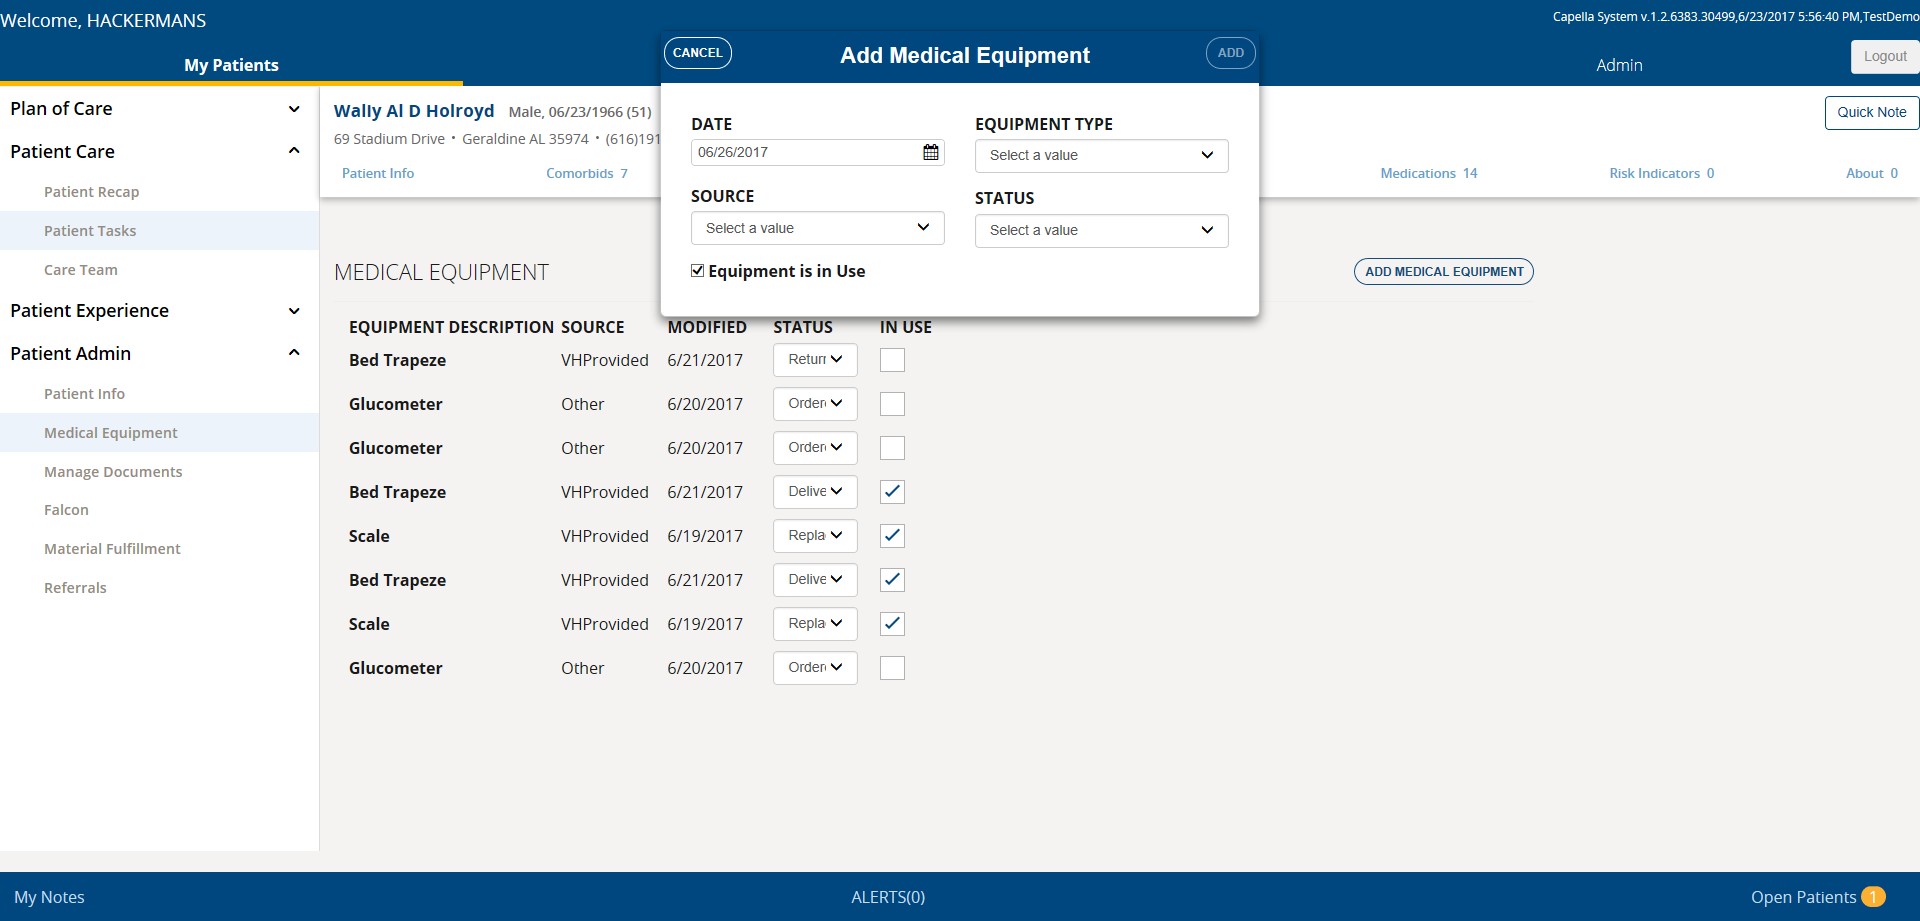 Welcome, HACKERMANS
Capella System v.1.2.6383.30499,6/23/2017 5:56:40 PM,TestDemo
My Patients
Admin
Logout
CANCEL
Add Medical Equipment
ADD
DATE
EQUIPMENT TYPE
06/26/2017
Select a value
SOURCE
STATUS
Select a value
Select a value
Equipment is in Use
Plan of Care
Patient Care
Patient Recap
Patient Tasks
Care Team
Patient Experience
Patient Admin
Patient Info
Medical Equipment
Manage Documents
Falcon
Material Fulfillment
Referrals
Wally Al D Holroyd Male, 06/23/1966 (51)
69 Stadium Drive • Geraldine AL 35974 • (616)191
Quick Note
Patient Info
Comorbids 7
Medications 14
Risk Indicators 0
About 0
MEDICAL EQUIPMENT
ADD MEDICAL EQUIPMENT
EQUIPMENT DESCRIPTION SOURCE MODIFIED STATUS IN USE
Bed Trapeze VHProvided 6/21/2017 Return
Glucometer Other 6/20/2017 Order
Glucometer Other 6/20/2017 Order
Bed Trapeze VHProvided 6/21/2017 Delive
Scale VHProvided 6/19/2017 Repla
Bed Trapeze VHProvided 6/21/2017 Delive
Scale VHProvided 6/19/2017 Repla
Glucometer Other 6/20/2017 Order
My Notes
ALERTS(0)
Open Patients 1